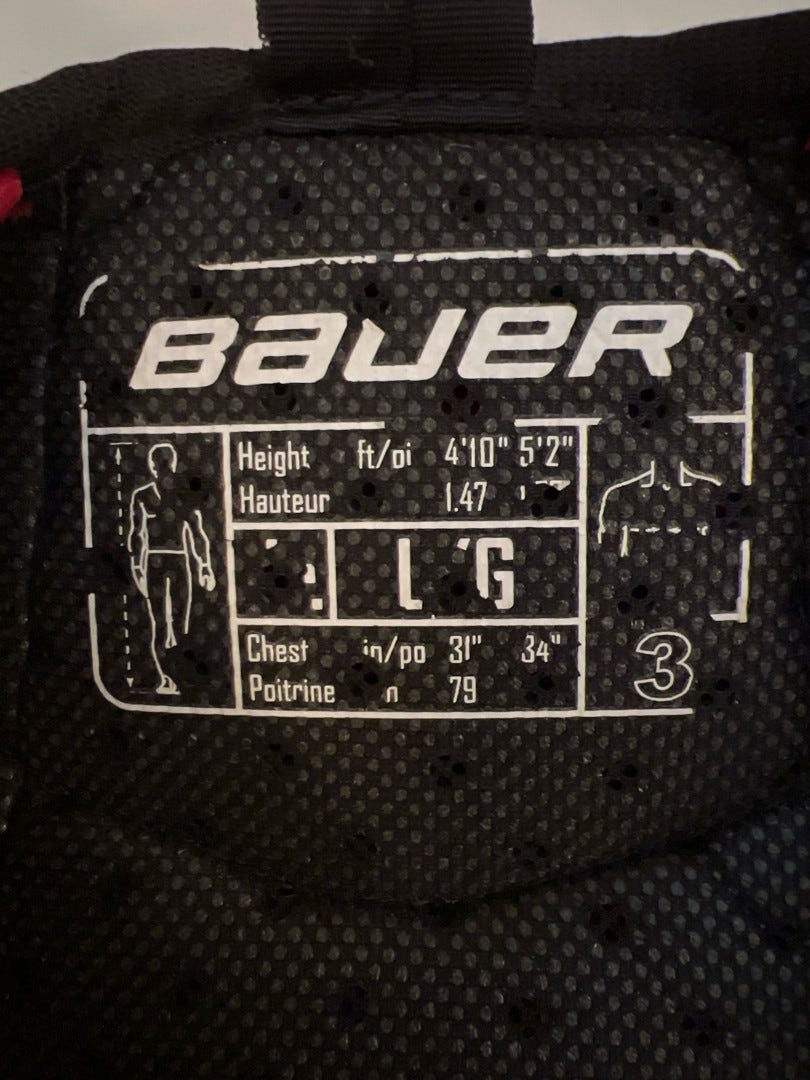 BAUER
Height ft/pi 4'10" 5'2"
Hauteur 1.47
L/G
Chest in/po 31" 34"
Poitrine 79
3